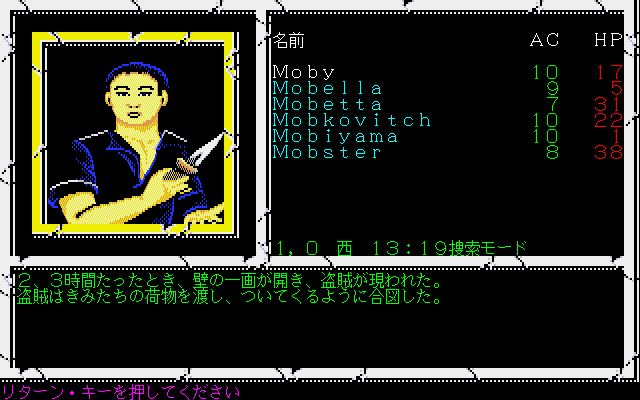 名前 AC HP
Moby 10 17
Mobella 9 5
Mobetta 7 31
Mobkovitch 10 22
Mobiyama 10 1
Mobster 8 38
1,0 西 13:19捜索モード
2、3時間たったとき、壁の一画が開き、盗賊が現われた。
盗賊はきみたちの荷物を渡し、ついてくるように合図した。
リターン・キーを押してください